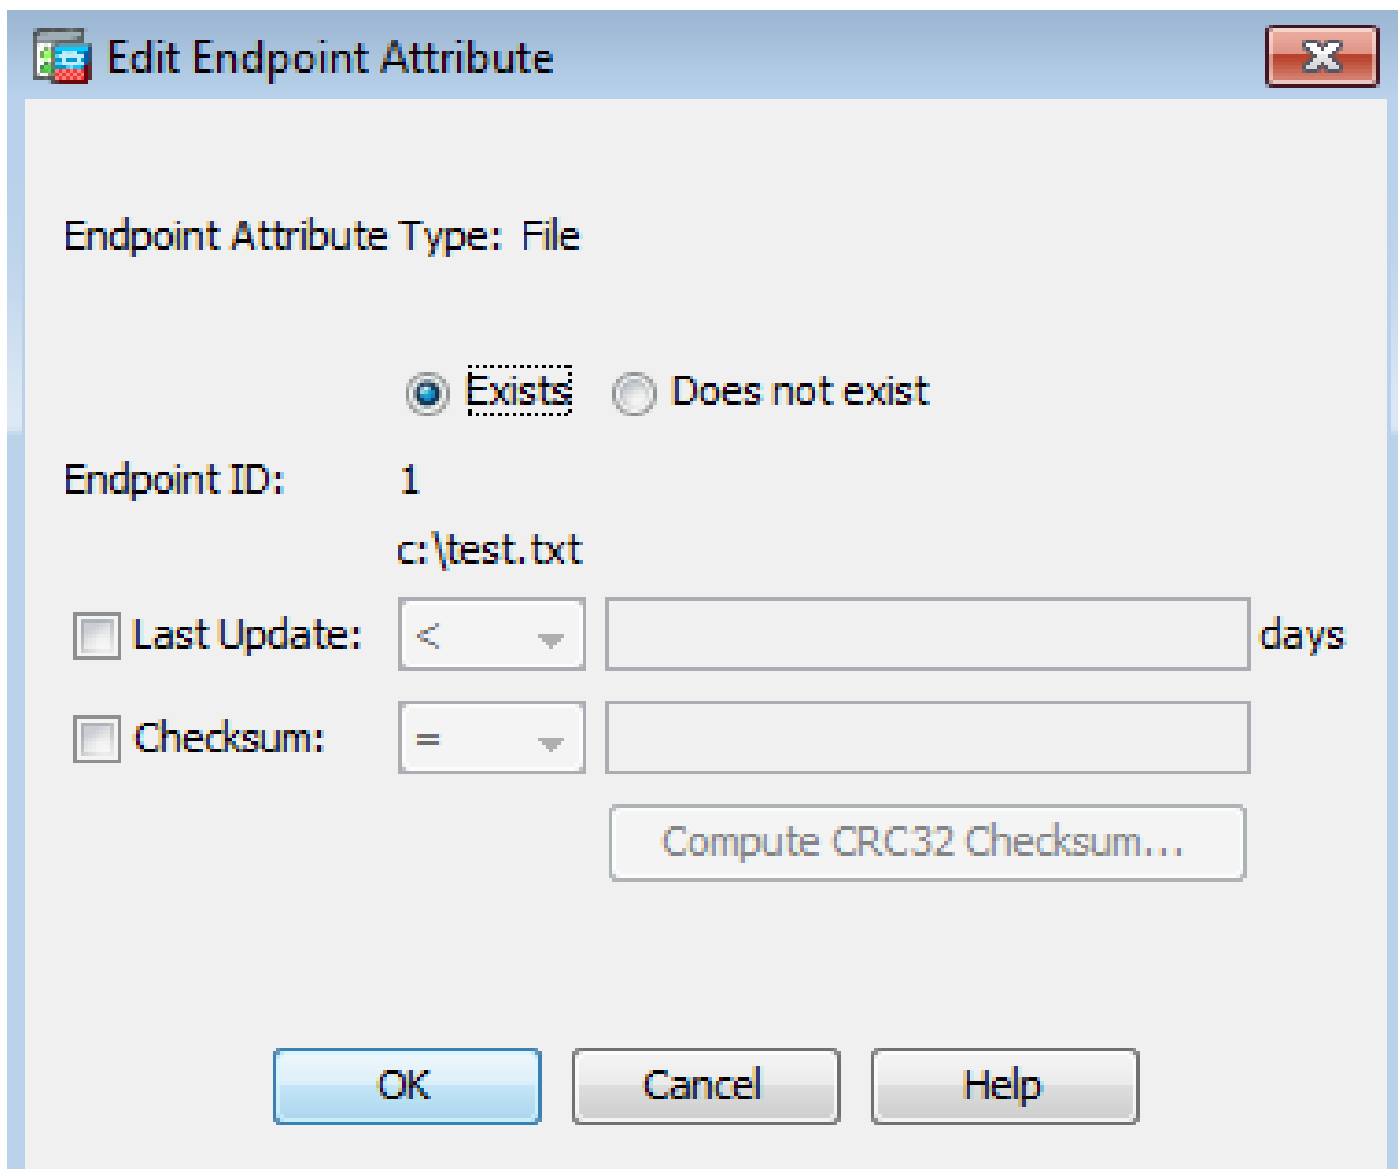 Edit Endpoint Attribute
Endpoint Attribute Type: File
Exists Does not exist
Endpoint ID: 1
c:\test.txt
Last Update: < days
Checksum: =
Compute CRC32 Checksum...
OK Cancel Help